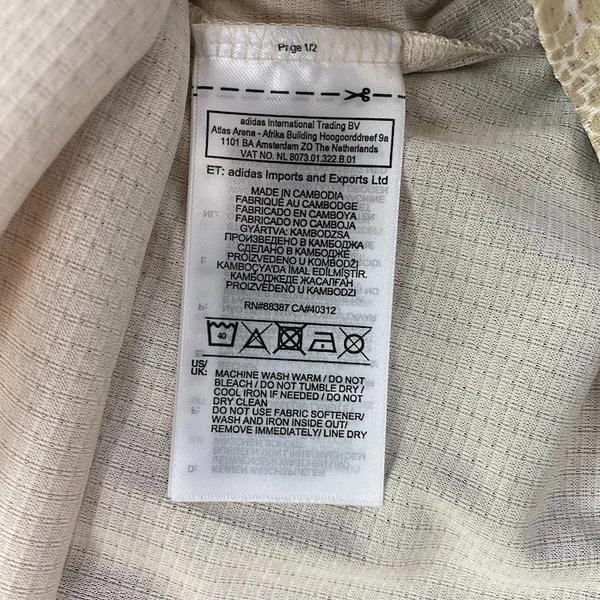 Page 1/2
adidas International Trading BV
Atlas Arena - Afrika Building Hoogoorddreef 9a
1101 BA Amsterdam ZO The Netherlands
VAT NO. NL 8073.01.322.B.01
ET: adidas Imports and Exports Ltd
MADE IN CAMBODIA
FABRIQUÉ AU CAMBODGE
FABRICADO EN CAMBOYA
FABRICADO NO CAMBOJA
GYÁRTVA: KAMBODZSA
ПРОИЗВЕДЕНО В КАМБОДЖА
СДЕЛАНО В КАМБОДЖЕ
PROIZVEDENO U KOMBODŽI
KAMBOÇYA'DA İMAL EDİLMİŞTİR.
КАМБОДЖЕДЕ ЖАСАЛҒАН
PROIZVEDENO U KAMBODZI
RN#88387 CA#40312
40
US/
UK:
MACHINE WASH WARM / DO NOT
BLEACH / DO NOT TUMBLE DRY /
COOL IRON IF NEEDED / DO NOT
DRY CLEAN
DO NOT USE FABRIC SOFTENER/
WASH AND IRON INSIDE OUT/
REMOVE IMMEDIATELY/ LINE DRY